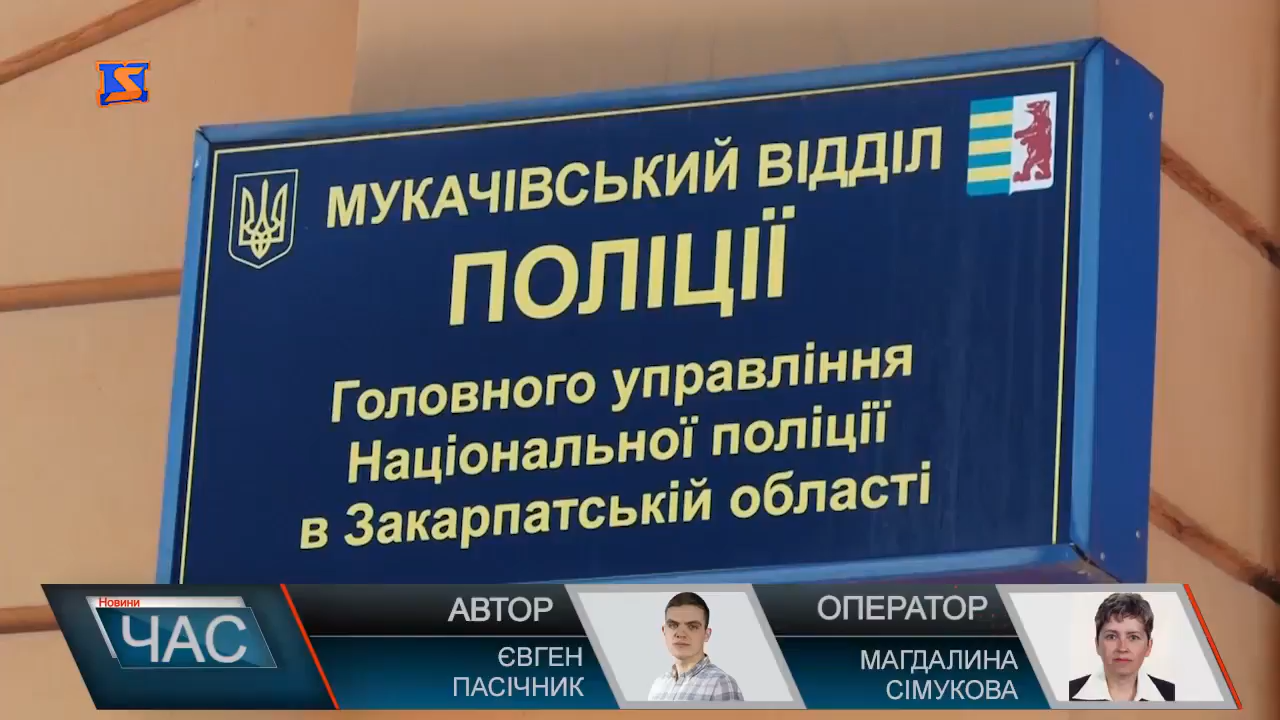 МУКАЧІВСЬКИЙ ВІДДІЛ
ПОЛІЦІЇ
Головного управління
Національної поліції
в Закарпатській області
Новини
ЧАС
АВТОР
ЄВГЕН
ПАСІЧНИК
ОПЕРАТОР
МАГДАЛИНА
СІМУКОВА